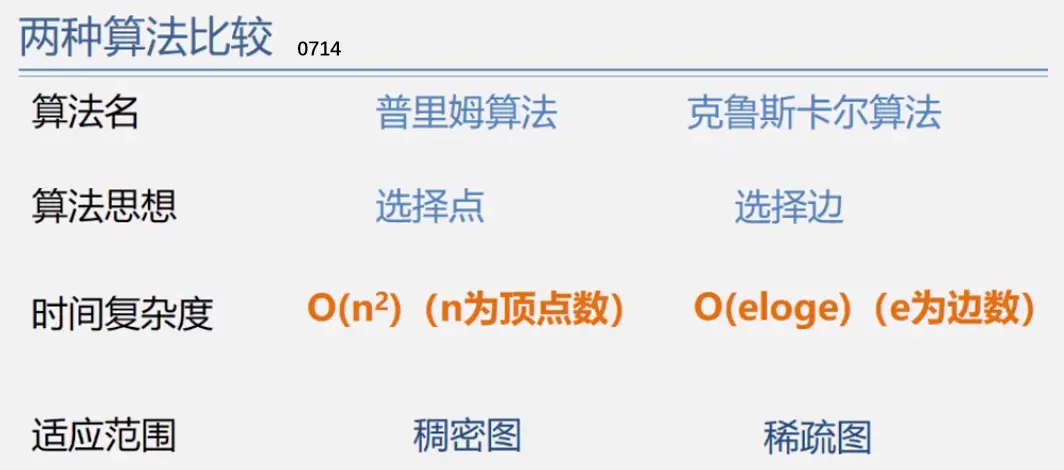 两种算法比较 0714
算法名 普里姆算法 克鲁斯卡尔算法
算法思想 选择点 选择边
时间复杂度 O(n²)（n为顶点数） O(eloge)（e为边数）
适应范围 稠密图 稀疏图